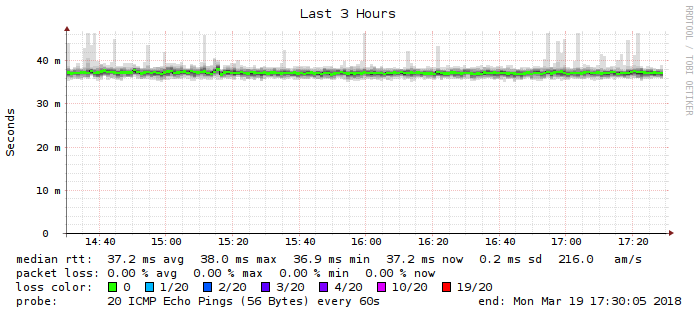 Last 3 Hours
RRDTOOL / TOBI OETIKER
Seconds
40 m
30 m
20 m
10 m
0
14:40 15:00 15:20 15:40 16:00 16:20 16:40 17:00 17:20
median rtt: 37.2 ms avg 38.0 ms max 36.9 ms min 37.2 ms now 0.2 ms sd 216.0 am/s
packet loss: 0.00 % avg 0.00 % max 0.00 % min 0.00 % now
loss color: 0 1/20 2/20 3/20 4/20 10/20 19/20
probe: 20 ICMP Echo Pings (56 Bytes) every 60s end: Mon Mar 19 17:30:05 2018